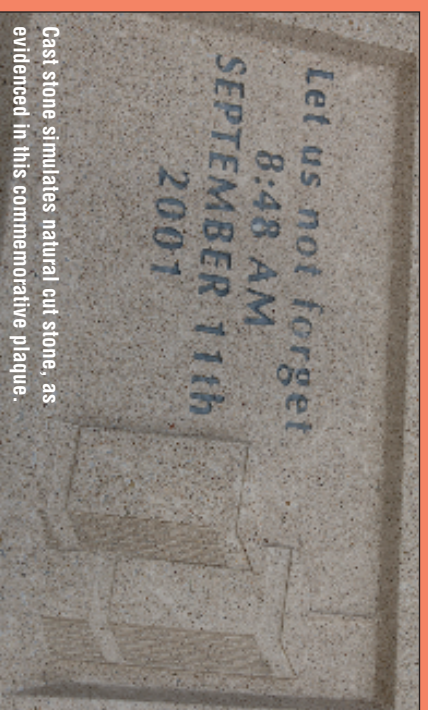 Let us not forget
8:48 AM
SEPTEMBER 11th
2001
Cast stone simulates natural cut stone, as
evidenced in this commemorative plaque.